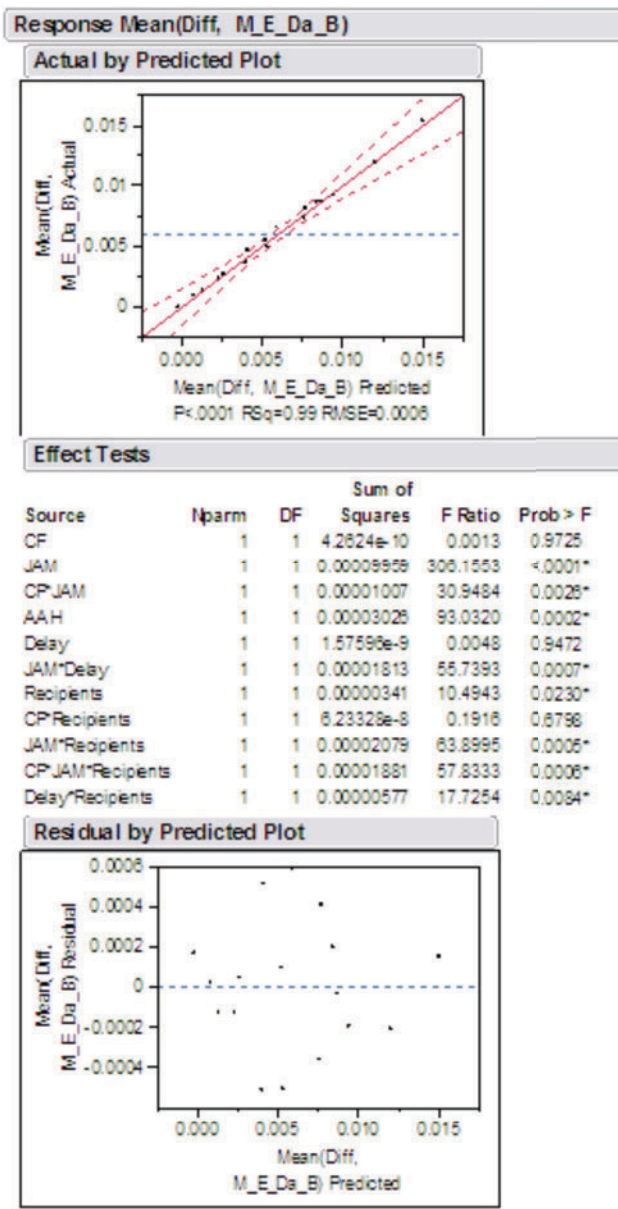 Response Mean(Diff, M_E_Da_B)
Actual by Predicted Plot
Mean(Diff,
M_E_Da_B) Actual
0.015
0.01
0.005
0
0.000 0.005 0.010 0.015
Mean(Diff, M_E_Da_B) Predicted
P<.0001 RSq=0.99 RMSE=0.0006
Effect Tests
Sum of
Source Nparm DF Squares F Ratio Prob > F
CP 1 1 4.2624e-10 0.0013 0.9725
JAM 1 1 0.00009959 306.1553 <.0001*
CP*JAM 1 1 0.00001007 30.9484 0.0026*
AAH 1 1 0.00003026 93.0320 0.0002*
Delay 1 1 1.57596e-9 0.0048 0.9472
JAM*Delay 1 1 0.00001813 55.7393 0.0007*
Recipients 1 1 0.00000341 10.4943 0.0230*
CP*Recipients 1 1 6.23328e-8 0.1916 0.6798
JAM*Recipients 1 1 0.00002079 63.8995 0.0005*
CP*JAM*Recipients 1 1 0.00001881 57.8333 0.0006*
Delay*Recipients 1 1 0.00000577 17.7254 0.0084*
Residual by Predicted Plot
Mean(Diff,
M_E_Da_B) Residual
0.0006
0.0004
0.0002
0
-0.0002
-0.0004
0.000 0.005 0.010 0.015
Mean(Diff,
M_E_Da_B) Predicted